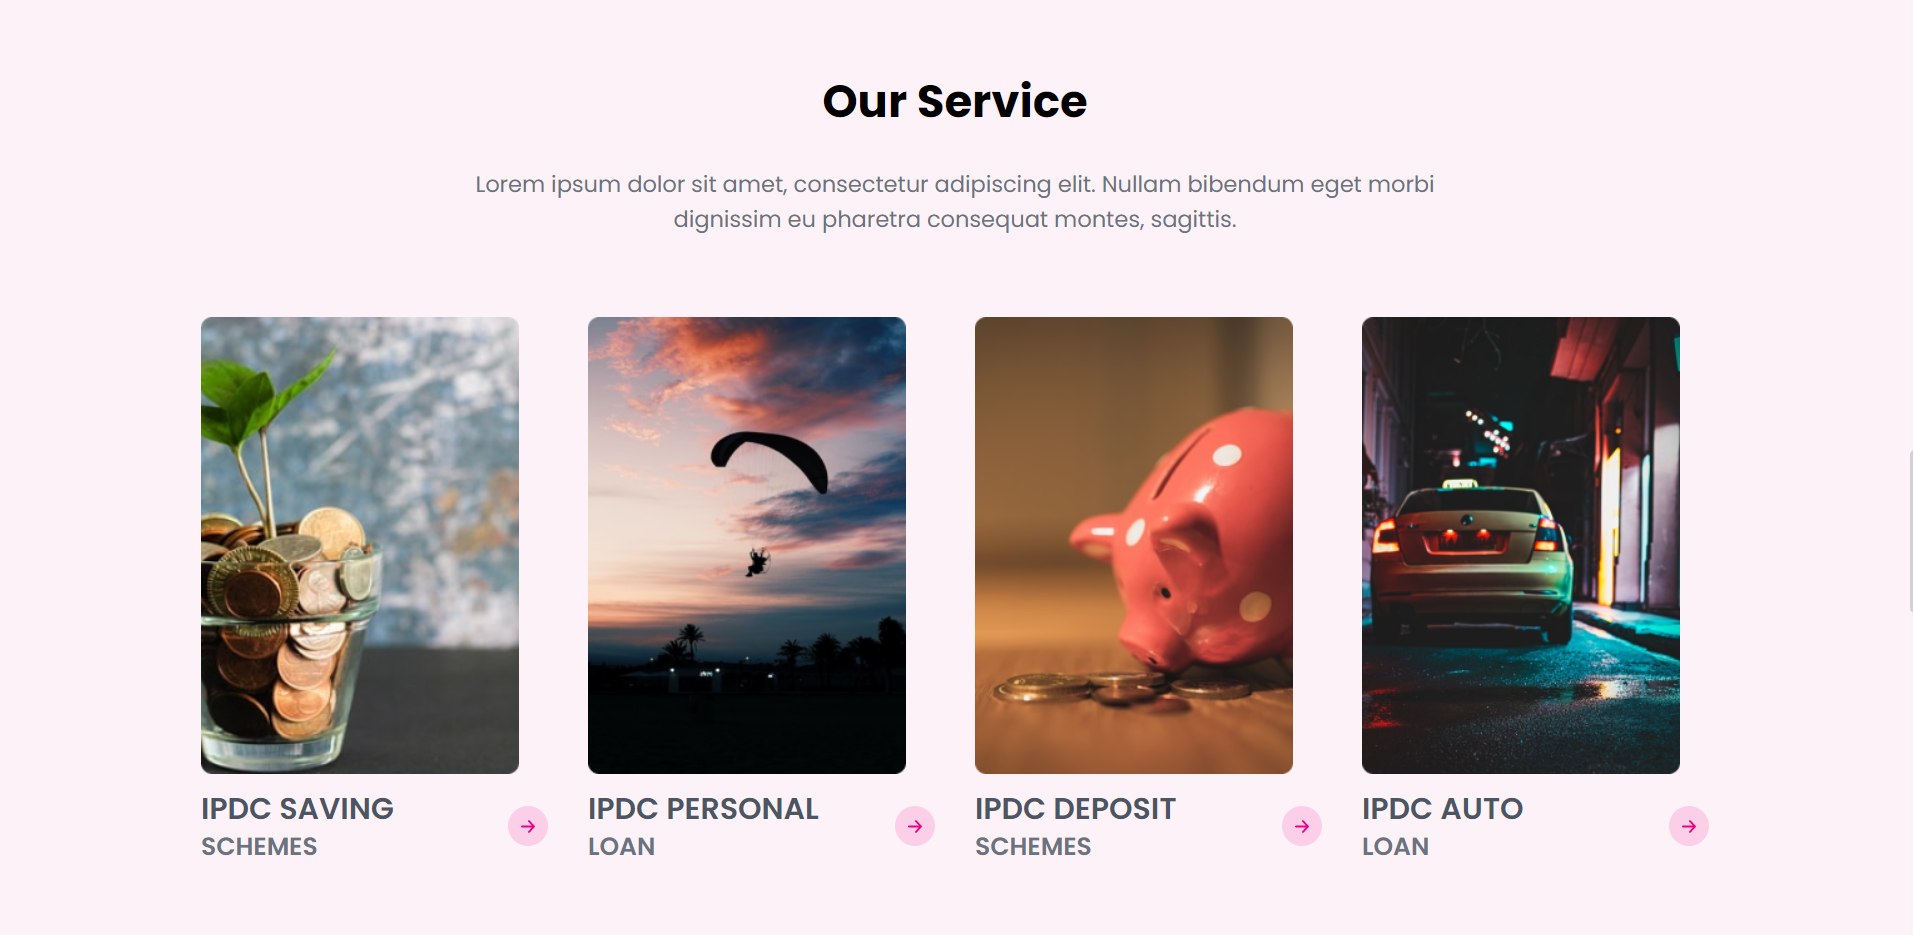 Our Service
Lorem ipsum dolor sit amet, consectetur adipiscing elit. Nullam bibendum eget morbi
dignissim eu pharetra consequat montes, sagittis.
IPDC SAVING
SCHEMES
IPDC PERSONAL
LOAN
IPDC DEPOSIT
SCHEMES
IPDC AUTO
LOAN